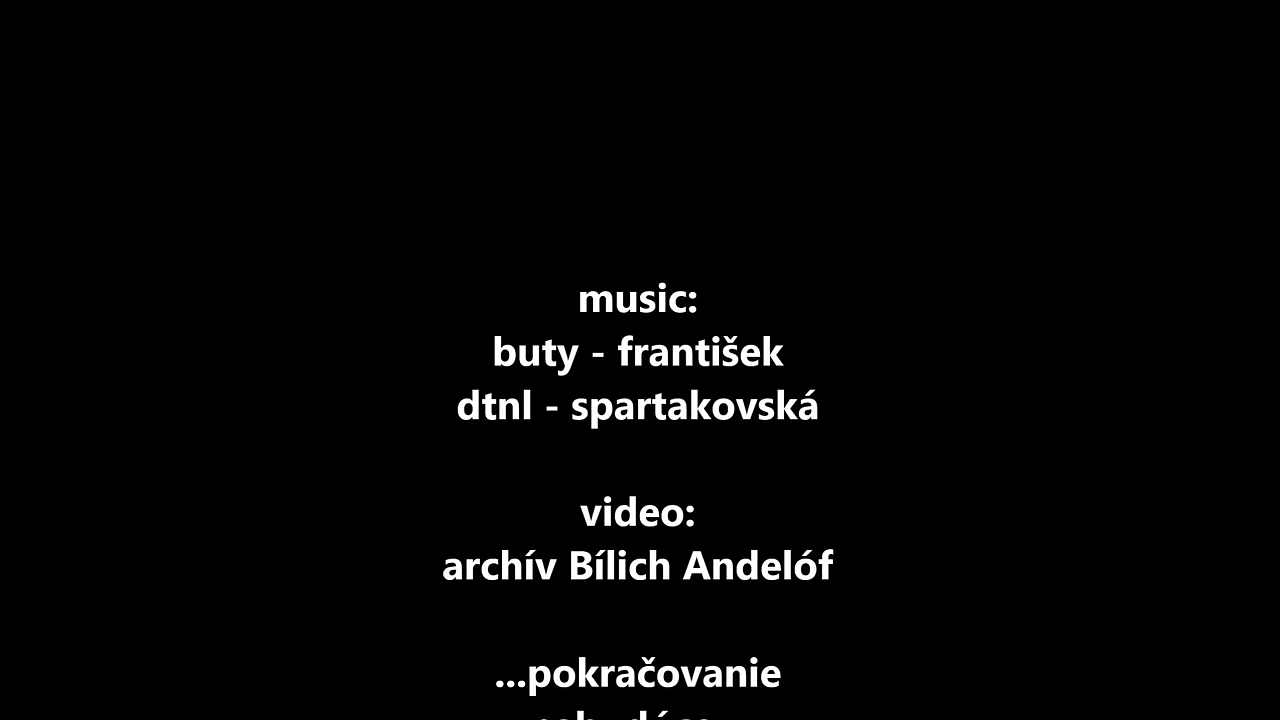 music:
buty - františek
dtnl - spartakovská
video:
archív Bílich Andelóf
...pokračovanie